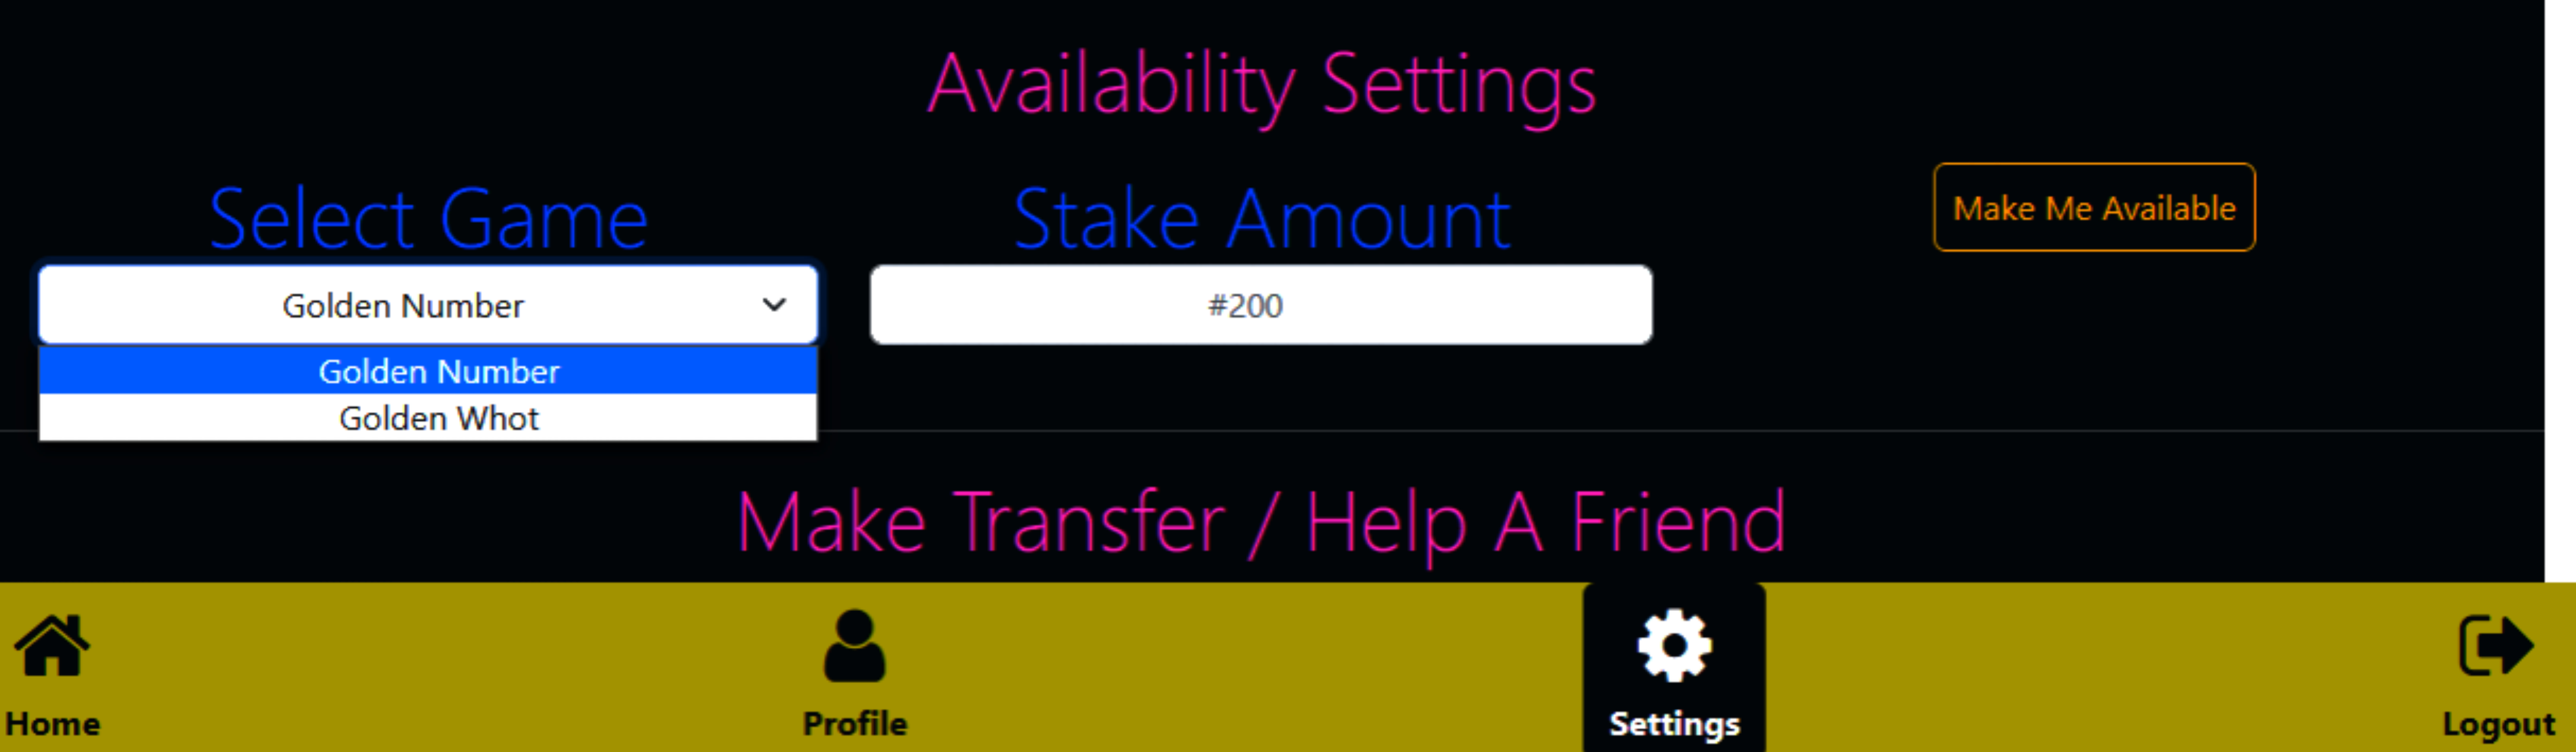 Availability Settings
Select Game
Stake Amount
Make Me Available
Golden Number
#200
Golden Number
Golden Whot
Make Transfer / Help A Friend
Home
Profile
Settings
Logout